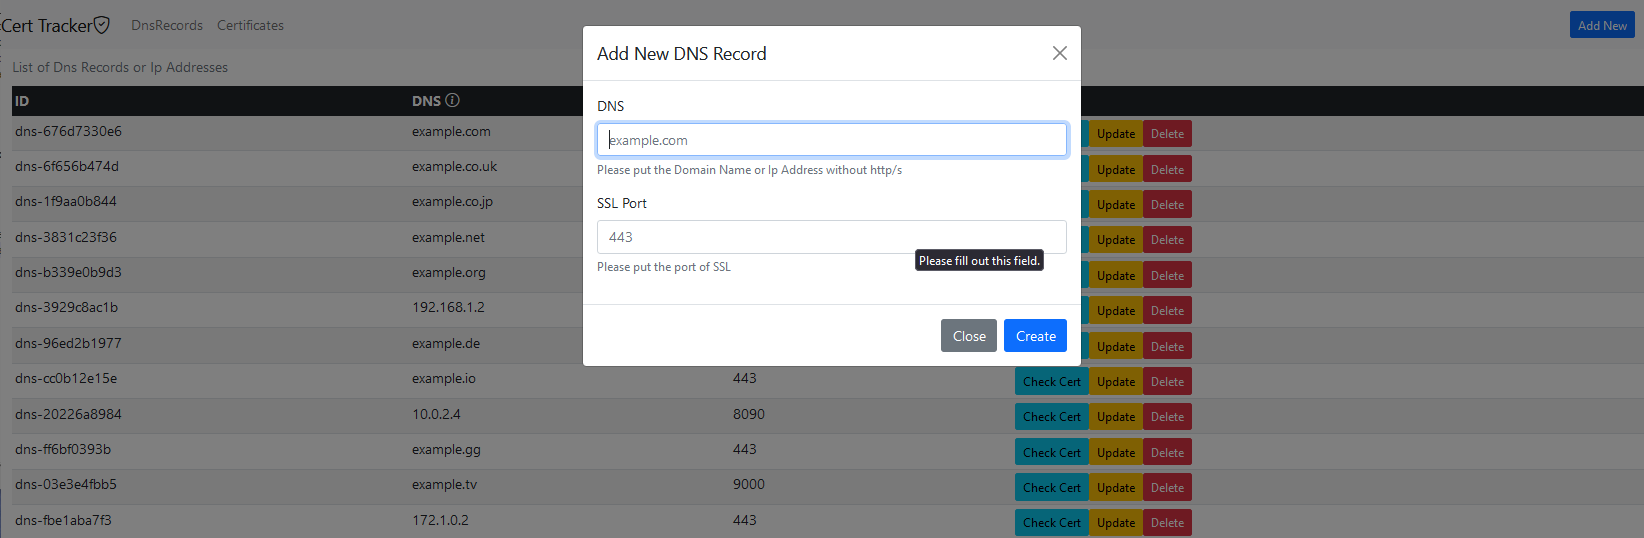 Cert Tracker DnsRecords Certificates Add New
List of Dns Records or Ip Addresses
Add New DNS Record
DNS
example.com
Please put the Domain Name or Ip Address without http/s
SSL Port
443
Please fill out this field.
Please put the port of SSL
Close Create
ID DNS
dns-676d7330e6 example.com Update Delete
dns-6f656b474d example.co.uk Update Delete
dns-1f9aa0b844 example.co.jp Update Delete
dns-3831c23f36 example.net Update Delete
dns-b339e0b9d3 example.org Update Delete
dns-3929c8ac1b 192.168.1.2 Update Delete
dns-96ed2b1977 example.de Update Delete
dns-cc0b12e15e example.io 443 Check Cert Update Delete
dns-20226a8984 10.0.2.4 8090 Check Cert Update Delete
dns-ff6bf0393b example.gg 443 Check Cert Update Delete
dns-03e3e4fbb5 example.tv 9000 Check Cert Update Delete
dns-fbe1aba7f3 172.1.0.2 443 Check Cert Update Delete